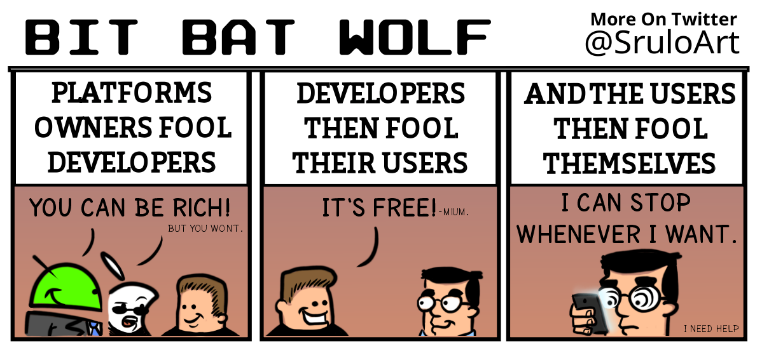 BIT BAT WOLF
More On Twitter
@SruloArt
PLATFORMS
OWNERS FOOL
DEVELOPERS
YOU CAN BE RICH!
BUT YOU WONT.
DEVELOPERS
THEN FOOL
THEIR USERS
IT'S FREE!-MIUM.
AND THE USERS
THEN FOOL
THEMSELVES
I CAN STOP
WHENEVER I WANT.
I NEED HELP